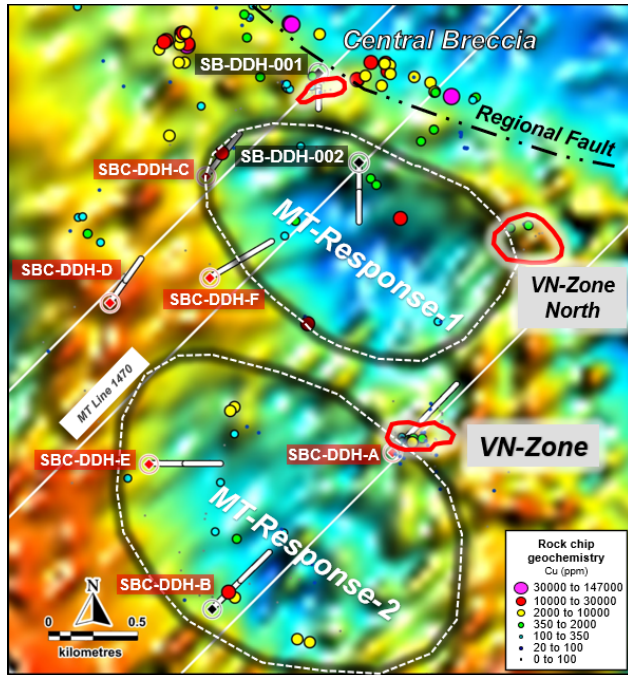 Central Breccia
SB-DDH-001
Regional Fault
SB-DDH-002
SBC-DDH-C
MT-Response-1
SBC-DDH-D
SBC-DDH-F
VN-Zone
North
MT Line 1470
VN-Zone
SBC-DDH-A
SBC-DDH-E
MT-Response-2
SBC-DDH-B
N
0 0.5
kilometres
Rock chip
geochemistry
Cu (ppm)
30000 to 147000
10000 to 30000
2000 to 10000
350 to 2000
100 to 350
20 to 100
0 to 100